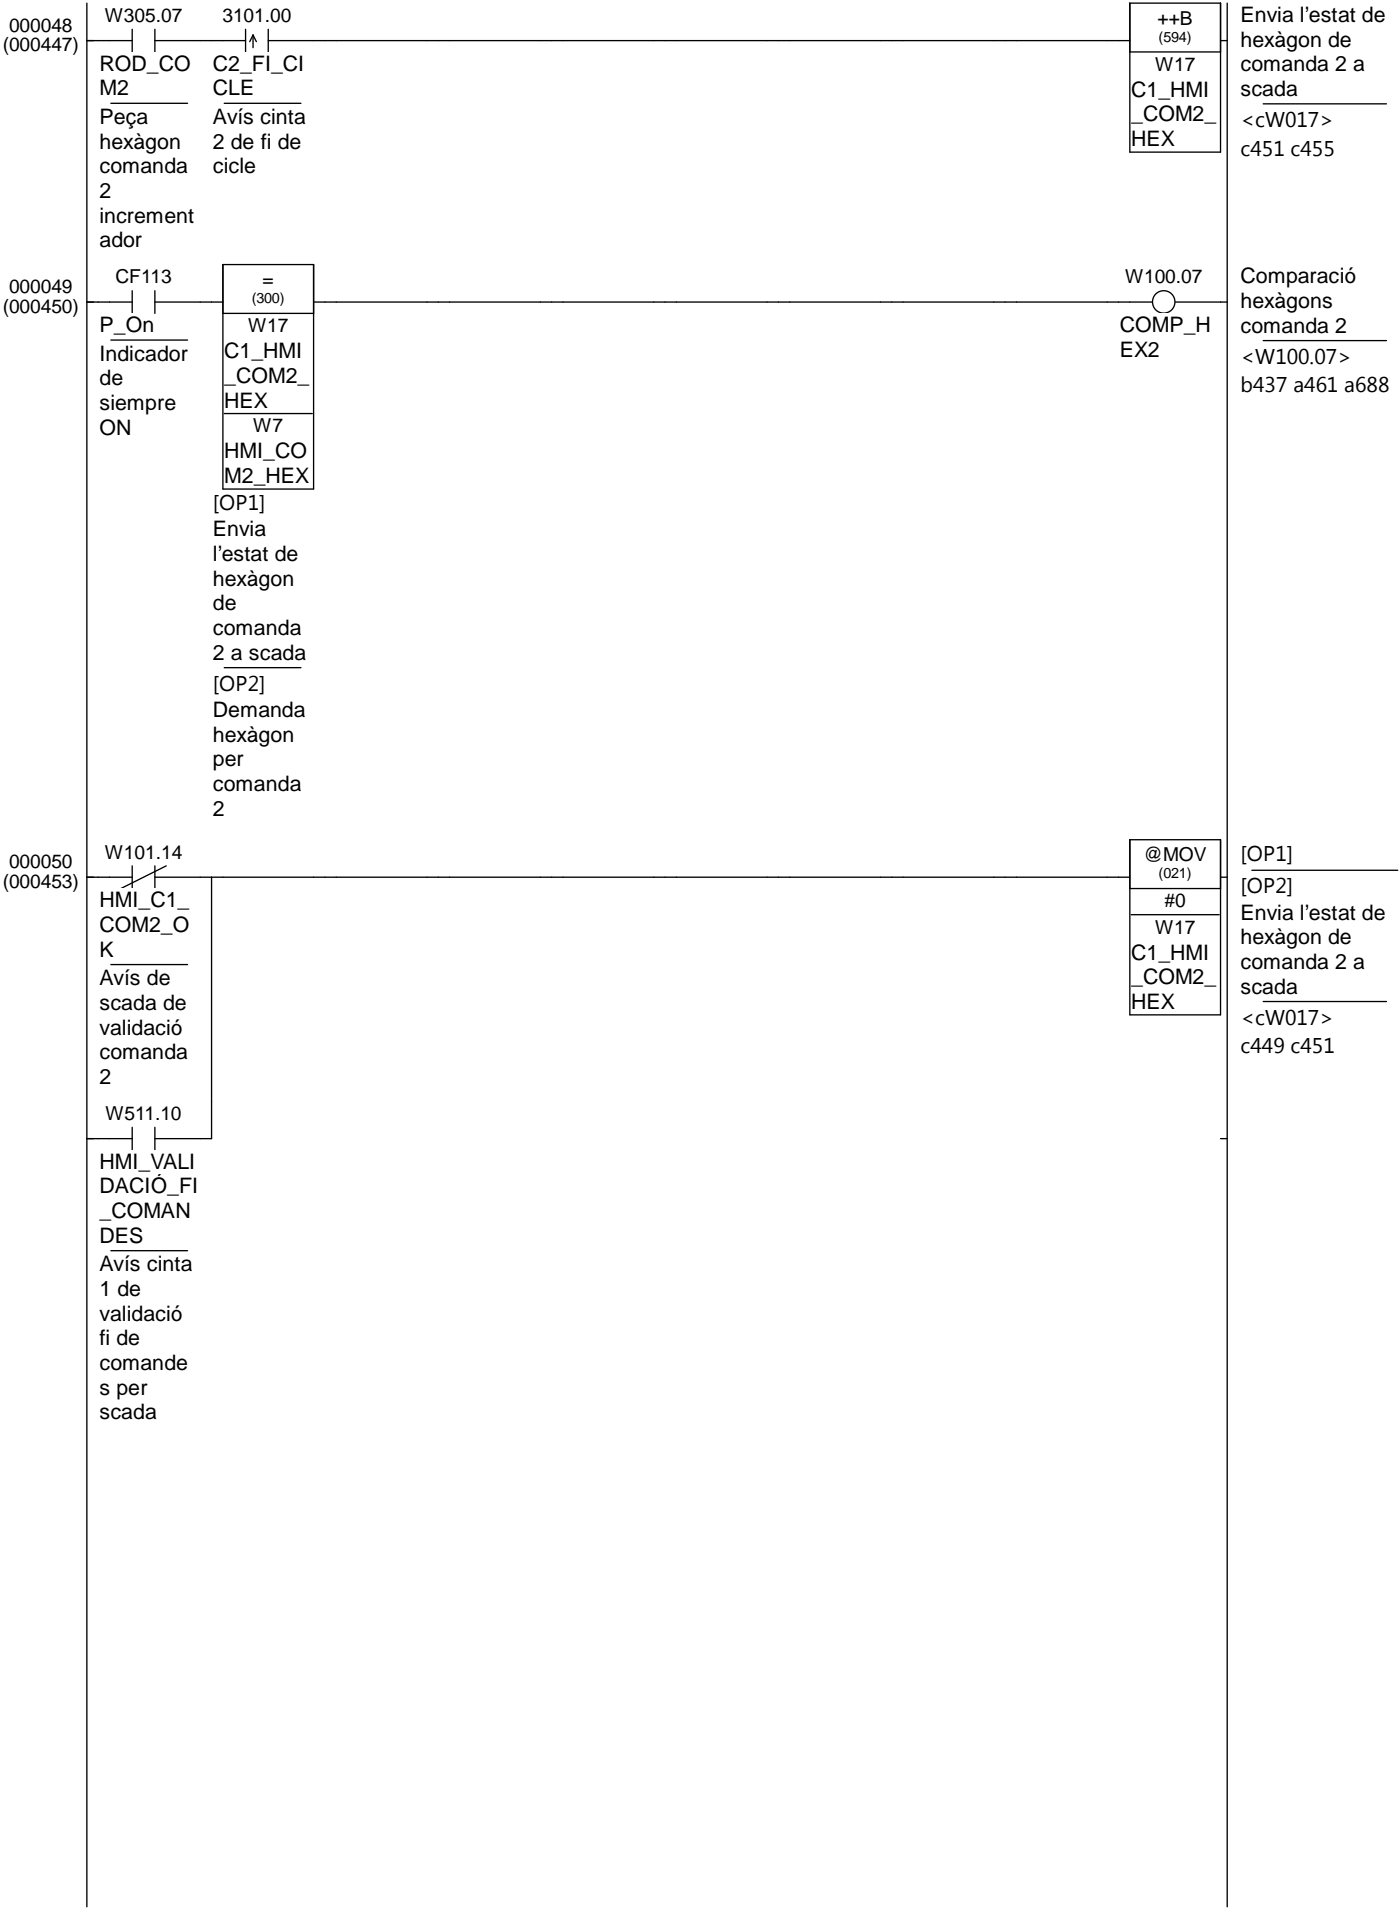 000048
(000447)
W305.07
ROD_CO
M2
Peça
hexàgon
comanda
2
increment
ador
3101.00
C2_FI_CI
CLE
Avís cinta
2 de fi de
cicle
++B
(594)
W17
C1_HMI
_COM2_
HEX
Envia l'estat de
hexàgon de
comanda 2 a
scada
<cW017>
c451 c455
000049
(000450)
CF113
P_On
Indicador
de
siempre
ON
=
(300)
W17
C1_HMI
_COM2_
HEX
W7
HMI_CO
M2_HEX
[OP1]
Envia
l'estat de
hexàgon
de
comanda
2 a scada
[OP2]
Demanda
hexàgon
per
comanda
2
W100.07
COMP_H
EX2
Comparació
hexàgons
comanda 2
<W100.07>
b437 a461 a688
000050
(000453)
W101.14
HMI_C1_
COM2_O
K
Avís de
scada de
validació
comanda
2
W511.10
HMI_VALI
DACIÓ_FI
_COMAN
DES
Avís cinta
1 de
validació
fi de
comande
s per
scada
@MOV
(021)
#0
W17
C1_HMI
_COM2_
HEX
[OP1]
[OP2]
Envia l'estat de
hexàgon de
comanda 2 a
scada
<cW017>
c449 c451